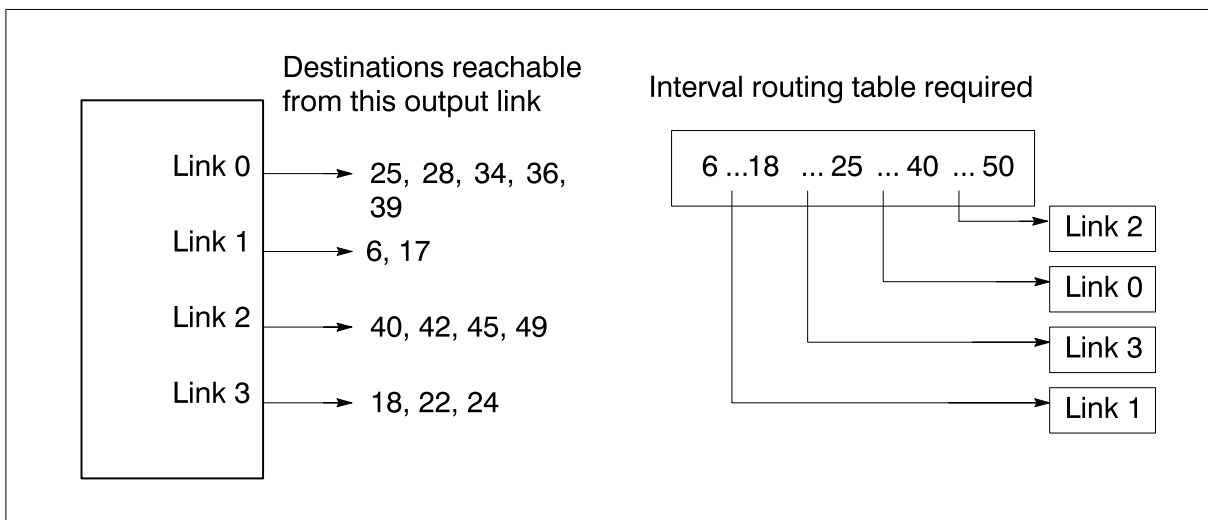 Destinations reachable
from this output link
Link 0
25, 28, 34, 36,
39
Link 1
6, 17
Link 2
40, 42, 45, 49
Link 3
18, 22, 24
Interval routing table required
6 ...18 ... 25 ... 40 ... 50
Link 2
Link 0
Link 3
Link 1